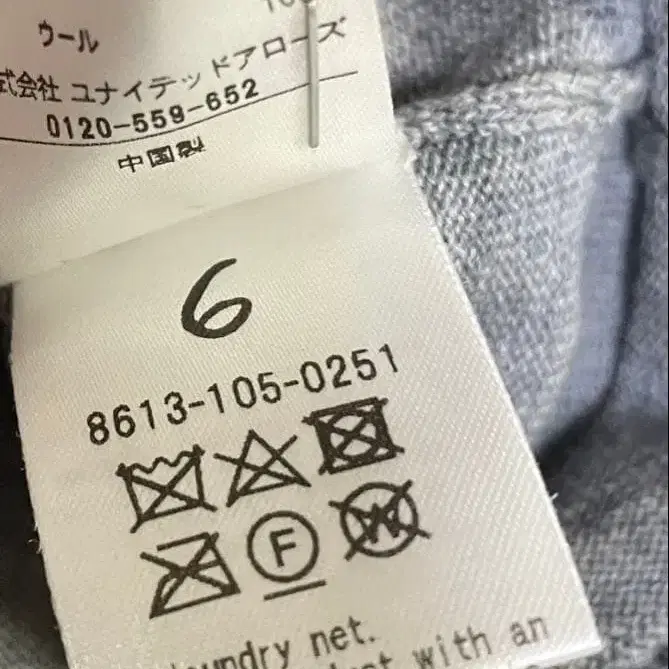 100
ウール
式会社 ユナイテッドアローズ
0120-559-652
中国製
6
8613-105-0251
F
W
laundry net.
with an